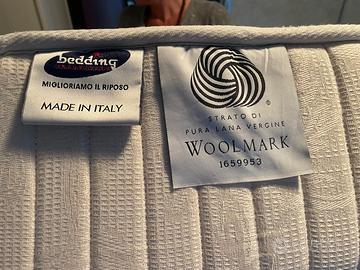 bedding
MIGLIORIAMO IL RIPOSO
MADE IN ITALY
®
STRATO DI
PURA LANA VERGINE
WOOLMARK
1659953